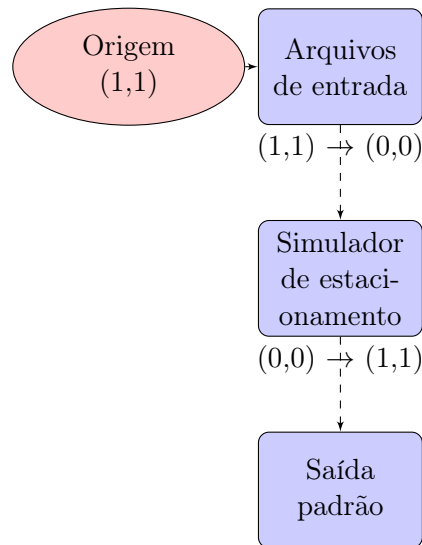 Origem
(1,1)
Arquivos
de entrada
(1,1) → (0,0)
Simulador
de estaci-
onamento
(0,0) → (1,1)
Saída
padrão